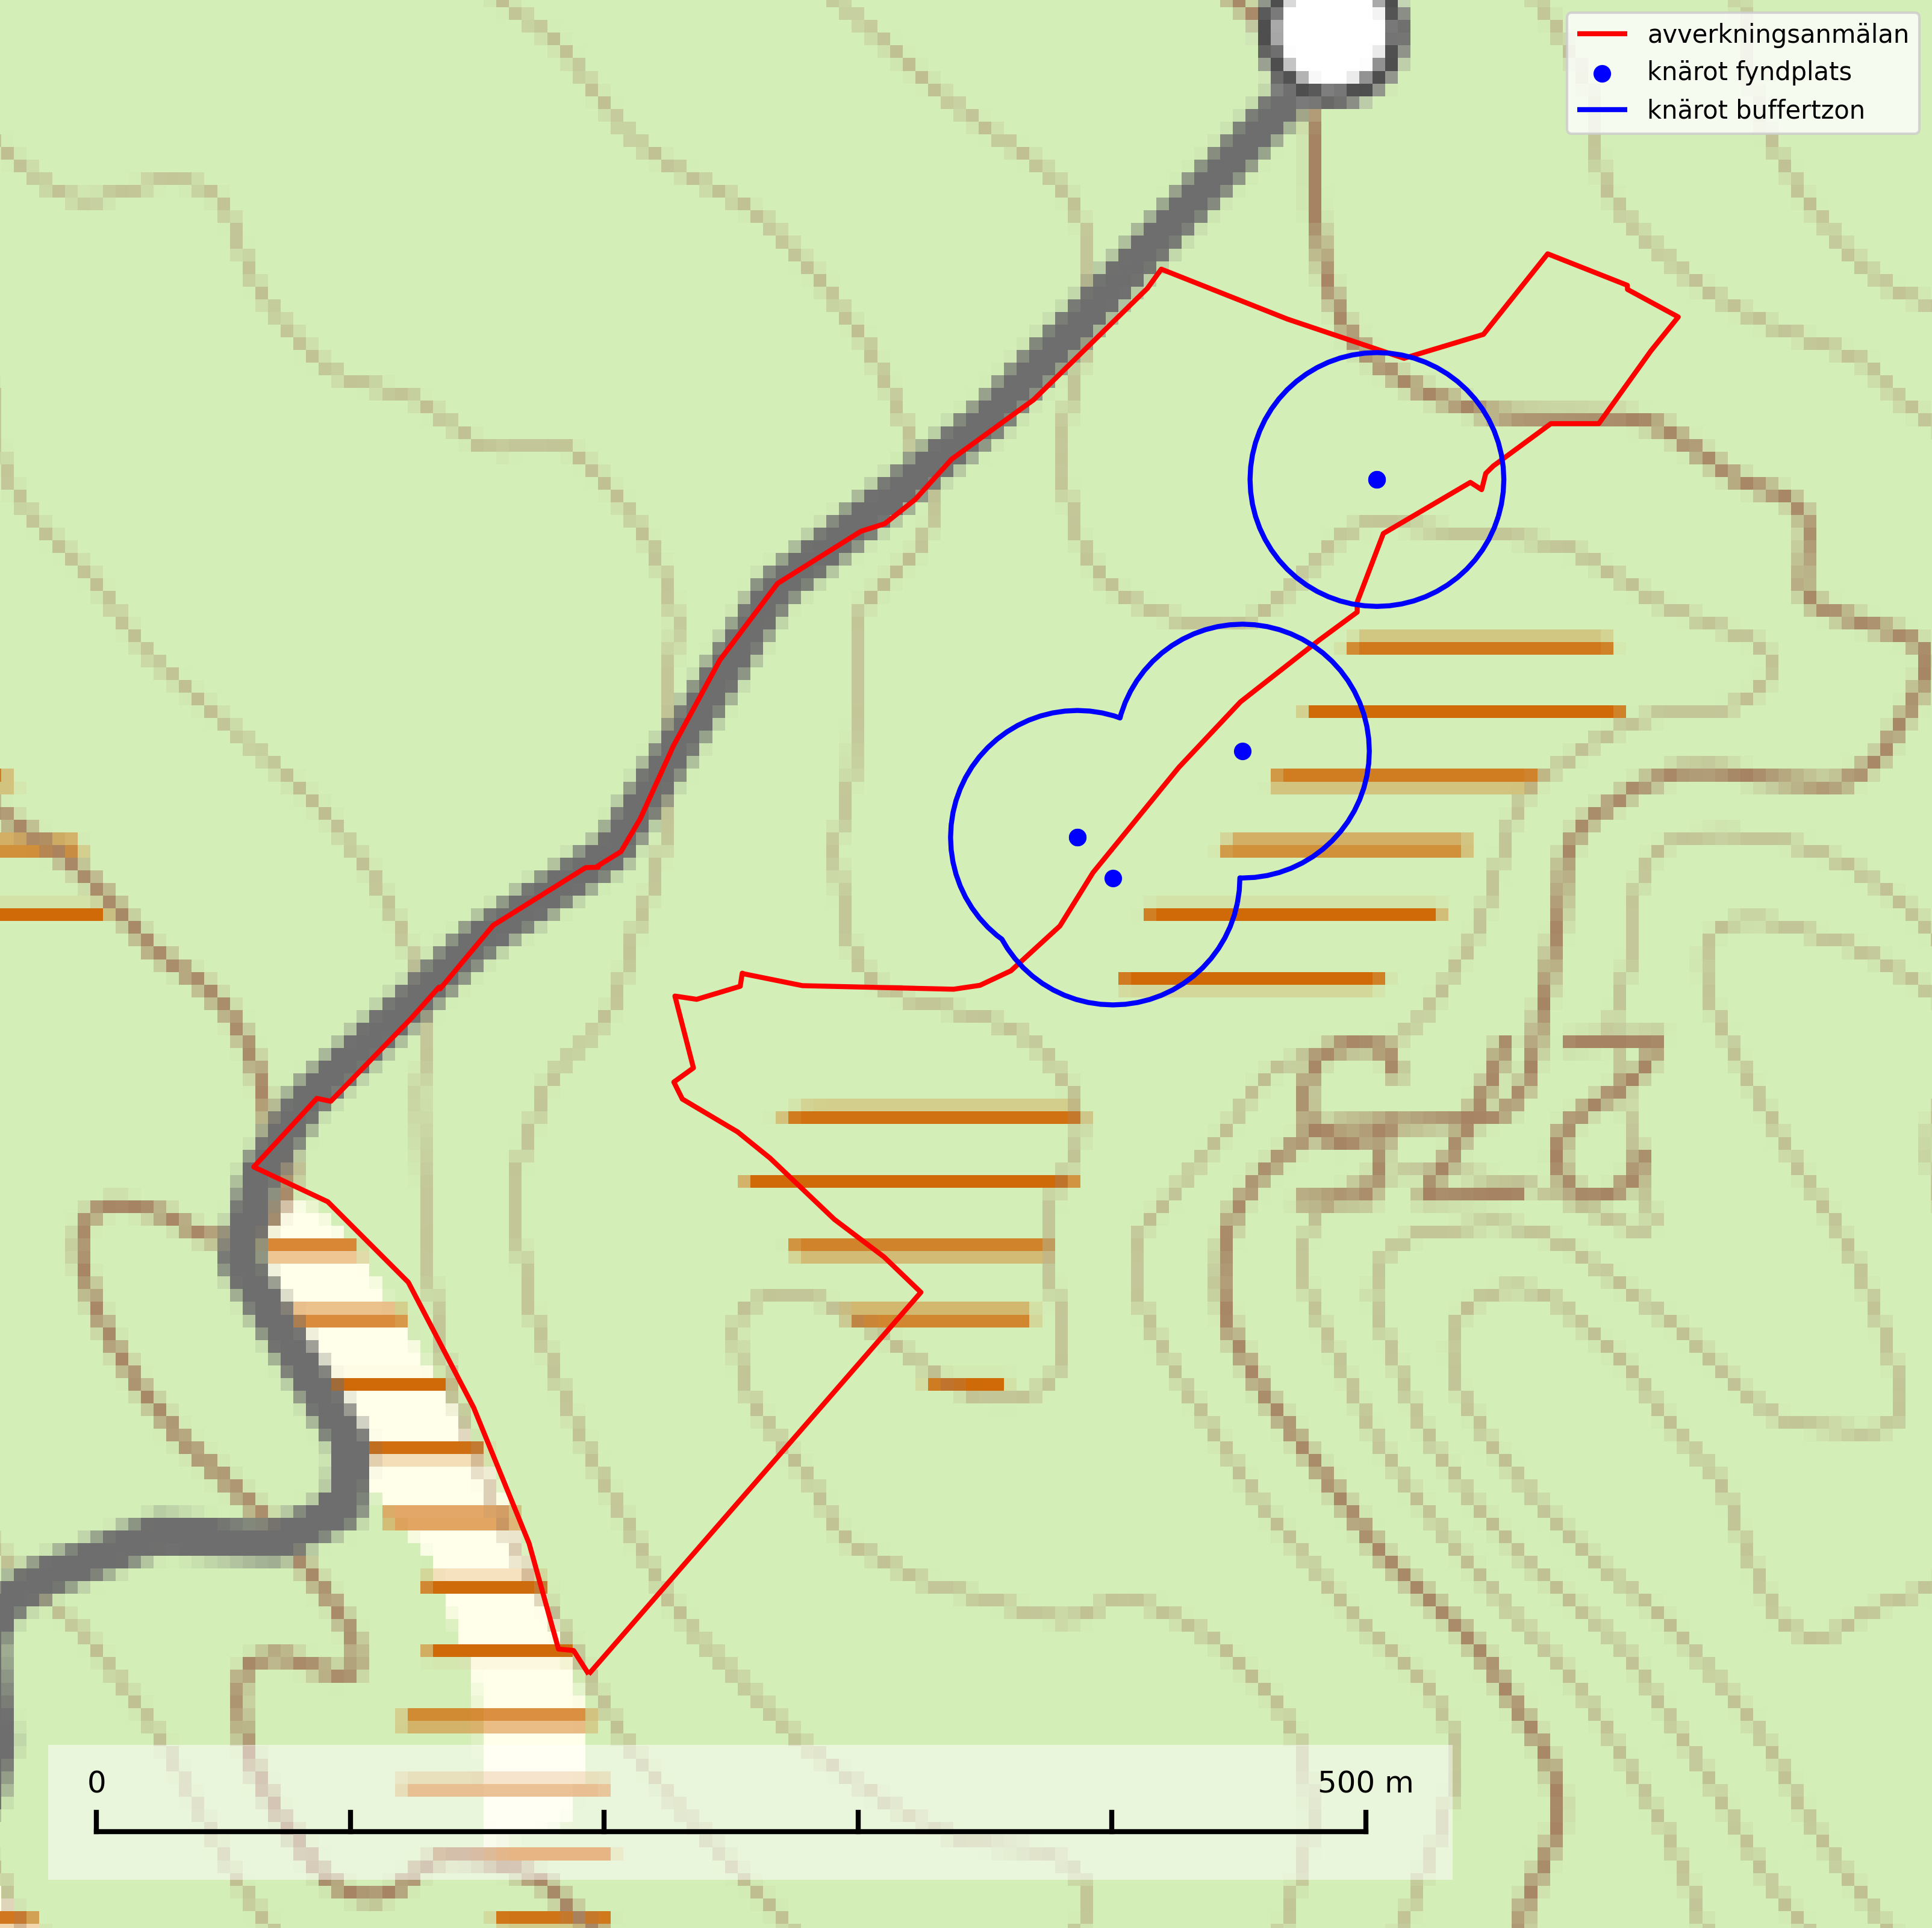 avverkningsanmälan
knärot fyndplats
knärot buffertzon
0 500 m